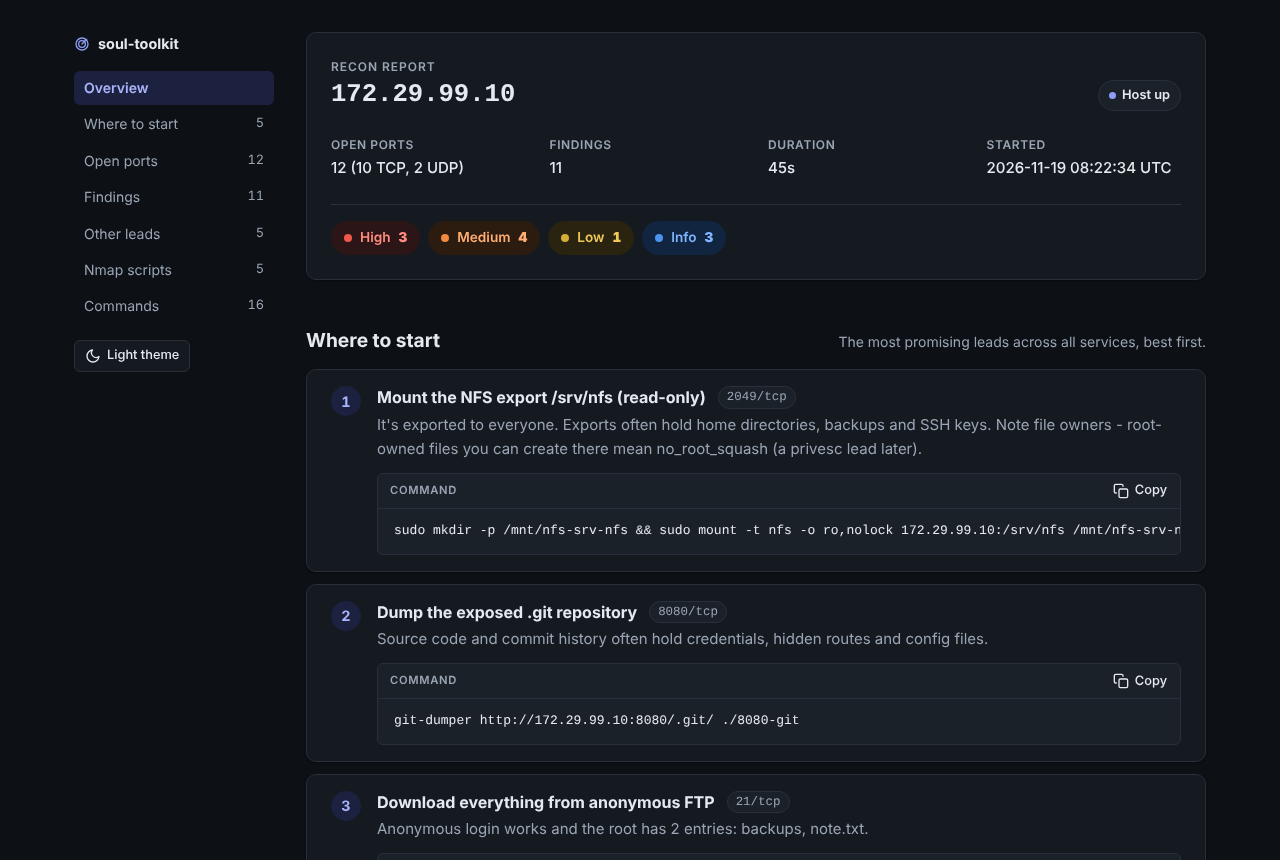 soul-toolkit
Overview
Where to start 5
Open ports 12
Findings 11
Other leads 5
Nmap scripts 5
Commands 16
Light theme
RECON REPORT
172.29.99.10
Host up
OPEN PORTS
12 (10 TCP, 2 UDP)
FINDINGS
11
DURATION
45s
STARTED
2026-11-19 08:22:34 UTC
High 3
Medium 4
Low 1
Info 3
Where to start
The most promising leads across all services, best first.
1
Mount the NFS export /srv/nfs (read-only) 2049/tcp
It's exported to everyone. Exports often hold home directories, backups and SSH keys. Note file owners - root-
owned files you can create there mean no_root_squash (a privesc lead later).
COMMAND
Copy
sudo mkdir -p /mnt/nfs-srv-nfs && sudo mount -t nfs -o ro,nolock 172.29.99.10:/srv/nfs /mnt/nfs-srv-n
2
Dump the exposed .git repository 8080/tcp
Source code and commit history often hold credentials, hidden routes and config files.
COMMAND
Copy
git-dumper http://172.29.99.10:8080/.git/ ./8080-git
3
Download everything from anonymous FTP 21/tcp
Anonymous login works and the root has 2 entries: backups, note.txt.